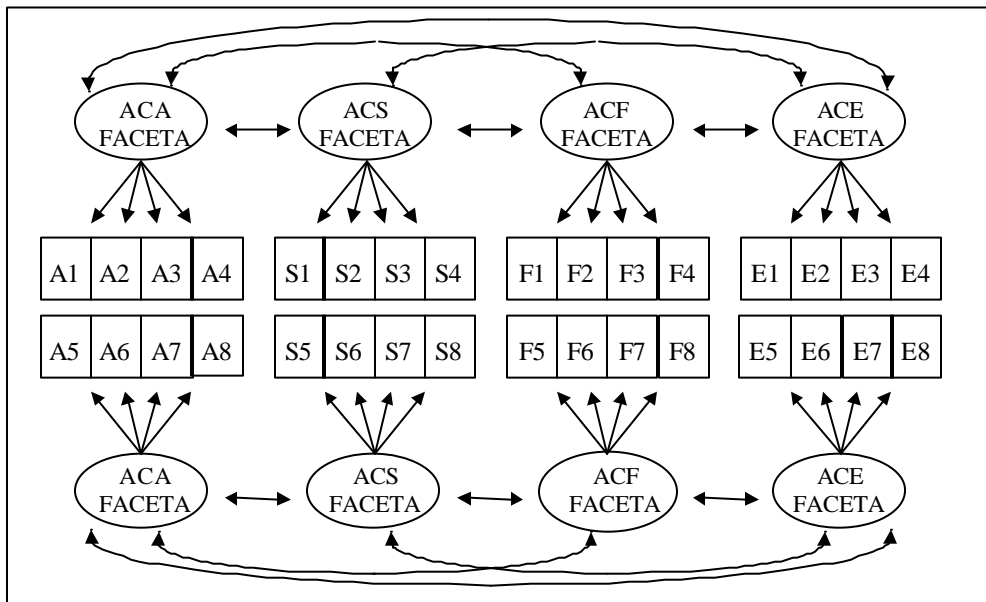 ACA FACETA
ACS FACETA
ACF FACETA
ACE FACETA
A1 A2 A3 A4 S1 S2 S3 S4 F1 F2 F3 F4 E1 E2 E3 E4
A5 A6 A7 A8 S5 S6 S7 S8 F5 F6 F7 F8 E5 E6 E7 E8
ACA FACETA
ACS FACETA
ACF FACETA
ACE FACETA